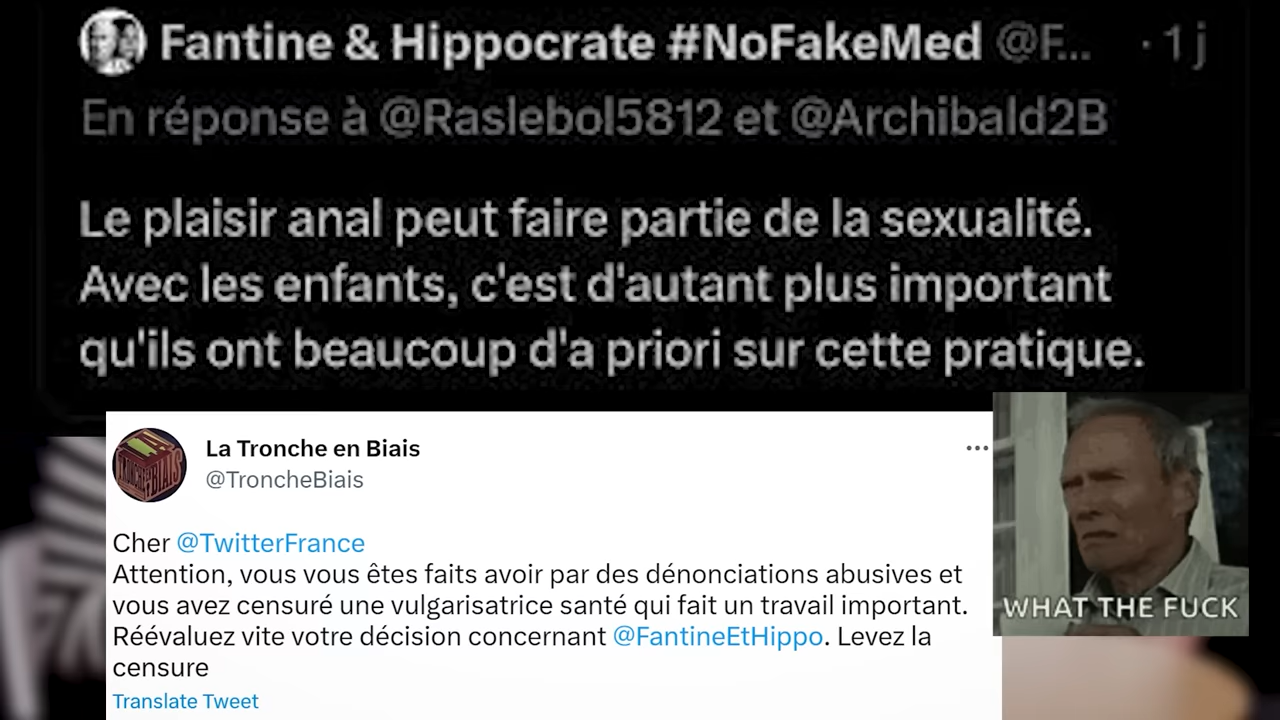 Fantine & Hippocrate #NoFakeMed @F... · 1 j
En réponse à @Raslebol5812 et @Archibald2B
Le plaisir anal peut faire partie de la sexualité.
Avec les enfants, c'est d'autant plus important
qu'ils ont beaucoup d'a priori sur cette pratique.
La Tronche en Biais
@TroncheBiais
Cher @TwitterFrance
Attention, vous vous êtes faits avoir par des dénonciations abusives et
vous avez censuré une vulgarisatrice santé qui fait un travail important.
Réévaluez vite votre décision concernant @FantineEtHippo. Levez la
censure
Translate Tweet
WHAT THE FUCK